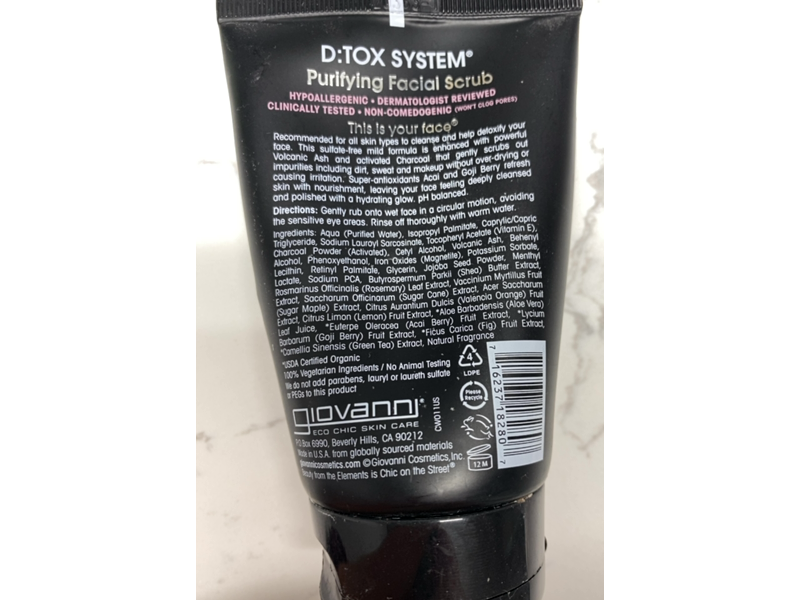 D:TOX SYSTEM®
Purifying Facial Scrub
HYPOALLERGENIC • DERMATOLOGIST REVIEWED
CLINICALLY TESTED • NON-COMEDOGENIC (WON'T CLOG PORES)
This is your face®
Recommended for all skin types to cleanse and help detoxify your
face. This sulfate-free mild formula is enhanced with powerful
Volcanic Ash and activated Charcoal that gently scrubs out
impurities including dirt, sweat and makeup without over-drying or
causing irritation. Super-antioxidants Acai and Goji Berry refresh
skin with nourishment, leaving your face feeling deeply cleansed
and polished with a hydrating glow. pH balanced.
Directions: Gently rub onto wet face in a circular motion, avoiding
the sensitive eye areas. Rinse off thoroughly with warm water.
Ingredients: Aqua (Purified Water), Isopropyl Palmitate, Caprylic/Capric
Triglyceride, Sodium Lauroyl Sarcosinate, Tocopheryl Acetate (Vitamin E),
Charcoal Powder (Activated), Cetyl Alcohol, Volcanic Ash, Behenyl
Alcohol, Phenoxyethanol, Iron Oxides (Magnetite), Potassium Sorbate,
Lecithin, Retinyl Palmitate, Glycerin, Jojoba Seed Powder, Menthyl
Lactate, Sodium PCA, Butyrospermum Parkii (Shea) Butter Extract,
Rosmarinus Officinalis (Rosemary) Leaf Extract, Vaccinium Myrtillus Fruit
Extract, Saccharum Officinarum (Sugar Cane) Extract, Acer Saccharum
(Sugar Maple) Extract, Citrus Aurantium Dulcis (Valencia Orange) Fruit
Extract, Citrus Limon (Lemon) Fruit Extract, *Aloe Barbadensis (Aloe Vera)
Leaf Juice, *Euterpe Oleracea (Acai Berry) Fruit Extract, *Lycium
Barbarum (Goji Berry) Fruit Extract, *Ficus Carica (Fig) Fruit Extract,
*Camellia Sinensis (Green Tea) Extract, Natural Fragrance
*USDA Certified Organic
100% Vegetarian Ingredients / No Animal Testing
We do not add parabens, lauryl or laureth sulfate
or PEGs to this product
4
LDPE
Please
Recycle
giovanni
ECO CHIC SKIN CARE
CW011US
P.O.Box 6990, Beverly Hills, CA 90212
Made in U.S.A. from globally sourced materials
giovannicosmetics.com ©Giovanni Cosmetics, Inc.
Beauty from the Elements is Chic on the Street®
12 M
7 16237 18280 7